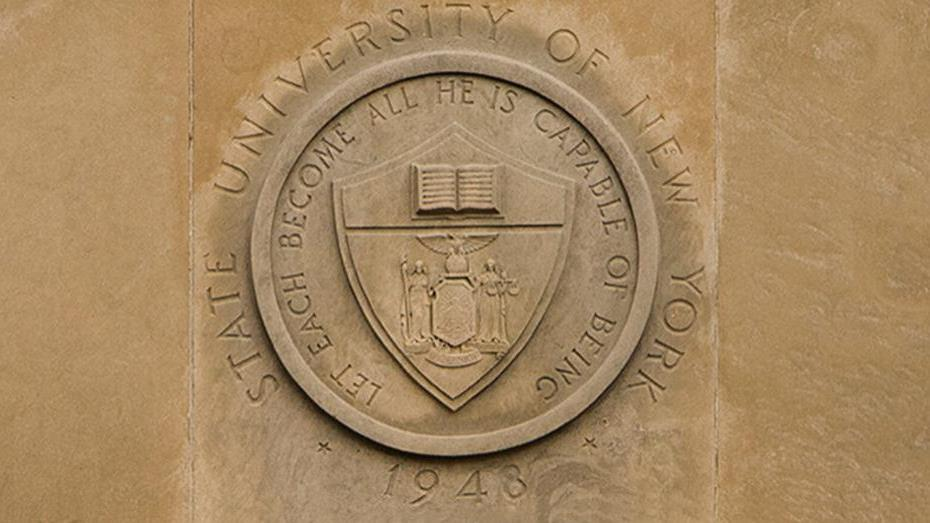 STATE UNIVERSITY OF NEW YORK
LET EACH BECOME ALL HE IS CAPABLE OF BEING
1948